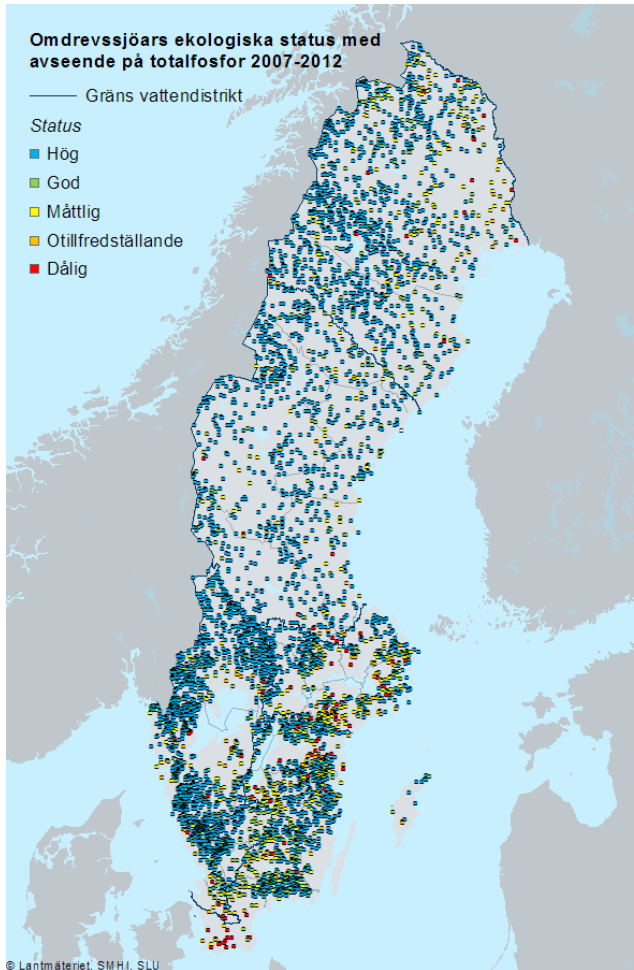 Omdrevssjöars ekologiska status med
avseende på totalfosfor 2007-2012
Gräns vattendistrikt
Status
Hög
God
Måttlig
Otillfredställande
Dålig
© Lantmäteriet, SMHI, SLU